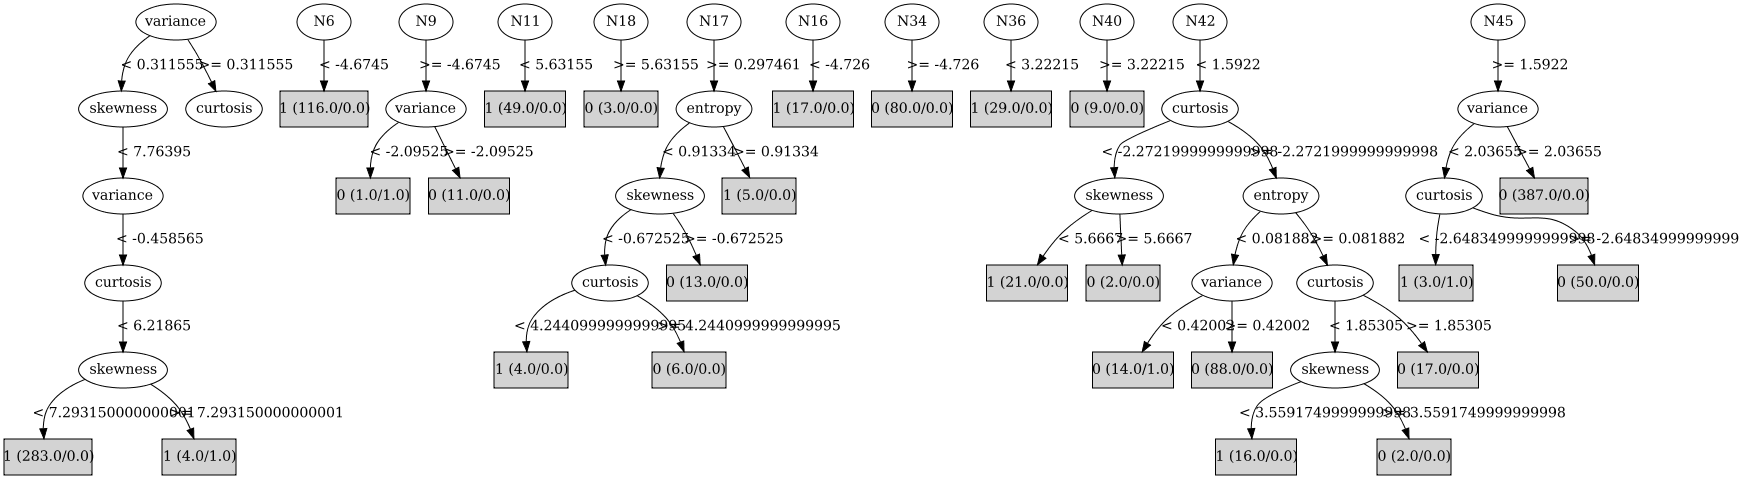 variance N6 N9 N11 N18 N17 N16 N34 N36 N40 N42 N45
< 0.311555 >= 0.311555 < -4.6745 >= -4.6745 < 5.63155 >= 5.63155 >= 0.297461 < -4.726 >= -4.726 < 3.22215 >= 3.22215 < 1.5922 >= 1.5922
skewness curtosis 1 (116.0/0.0) variance 1 (49.0/0.0) 0 (3.0/0.0) entropy 1 (17.0/0.0) 0 (80.0/0.0) 1 (29.0/0.0) 0 (9.0/0.0) curtosis variance
< 7.76395 < -2.09525 >= -2.09525 < 0.91334 >= 0.91334 < -2.2721999999999998 >= -2.2721999999999998 < 2.03655 >= 2.03655
variance 0 (1.0/1.0) 0 (11.0/0.0) skewness 1 (5.0/0.0) skewness entropy curtosis 0 (387.0/0.0)
< -0.458565 < -0.672525 >= -0.672525 < 5.6667 >= 5.6667 < 0.081882 >= 0.081882 < -2.6483499999999998 >= -2.64834999999999
curtosis curtosis 0 (13.0/0.0) 1 (21.0/0.0) 0 (2.0/0.0) variance curtosis 1 (3.0/1.0) 0 (50.0/0.0)
< 6.21865 < 4.2440999999999995 >= 4.2440999999999995 < 0.42002 >= 0.42002 < 1.85305 >= 1.85305
skewness 1 (4.0/0.0) 0 (6.0/0.0) 0 (14.0/1.0) 0 (88.0/0.0) skewness 0 (17.0/0.0)
< 7.293150000000001 >= 7.293150000000001 < 3.5591749999999998 >= 3.5591749999999998
1 (283.0/0.0) 1 (4.0/1.0) 1 (16.0/0.0) 0 (2.0/0.0)